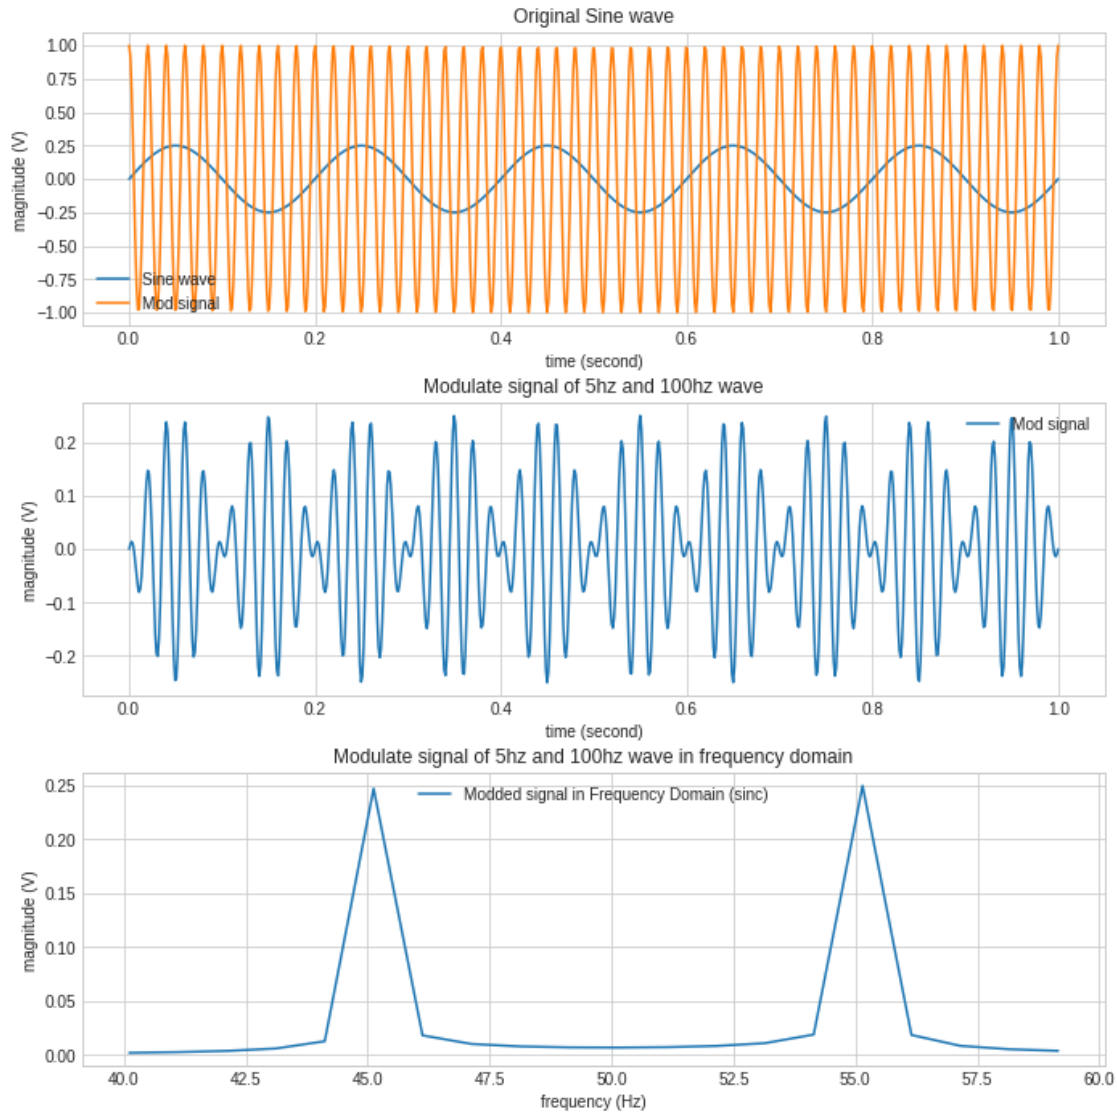 Original Sine wave
1.00
0.75
0.50
0.25
0.00
−0.25
−0.50
−0.75
−1.00
magnitude (V)
Sine wave
Mod signal
0.0 0.2 0.4 0.6 0.8 1.0
time (second)
Modulate signal of 5hz and 100hz wave
Mod signal
0.2
0.1
0.0
−0.1
−0.2
magnitude (V)
0.0 0.2 0.4 0.6 0.8 1.0
time (second)
Modulate signal of 5hz and 100hz wave in frequency domain
Modded signal in Frequency Domain (sinc)
0.25
0.20
0.15
0.10
0.05
0.00
magnitude (V)
40.0 42.5 45.0 47.5 50.0 52.5 55.0 57.5 60.0
frequency (Hz)